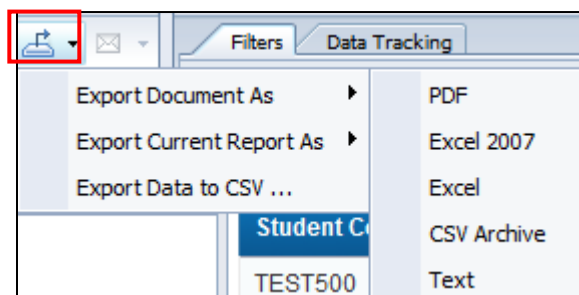 Filters Data Tracking
Export Document As
Export Current Report As
Export Data to CSV ...
PDF
Excel 2007
Excel
CSV Archive
Text
Student
TEST500